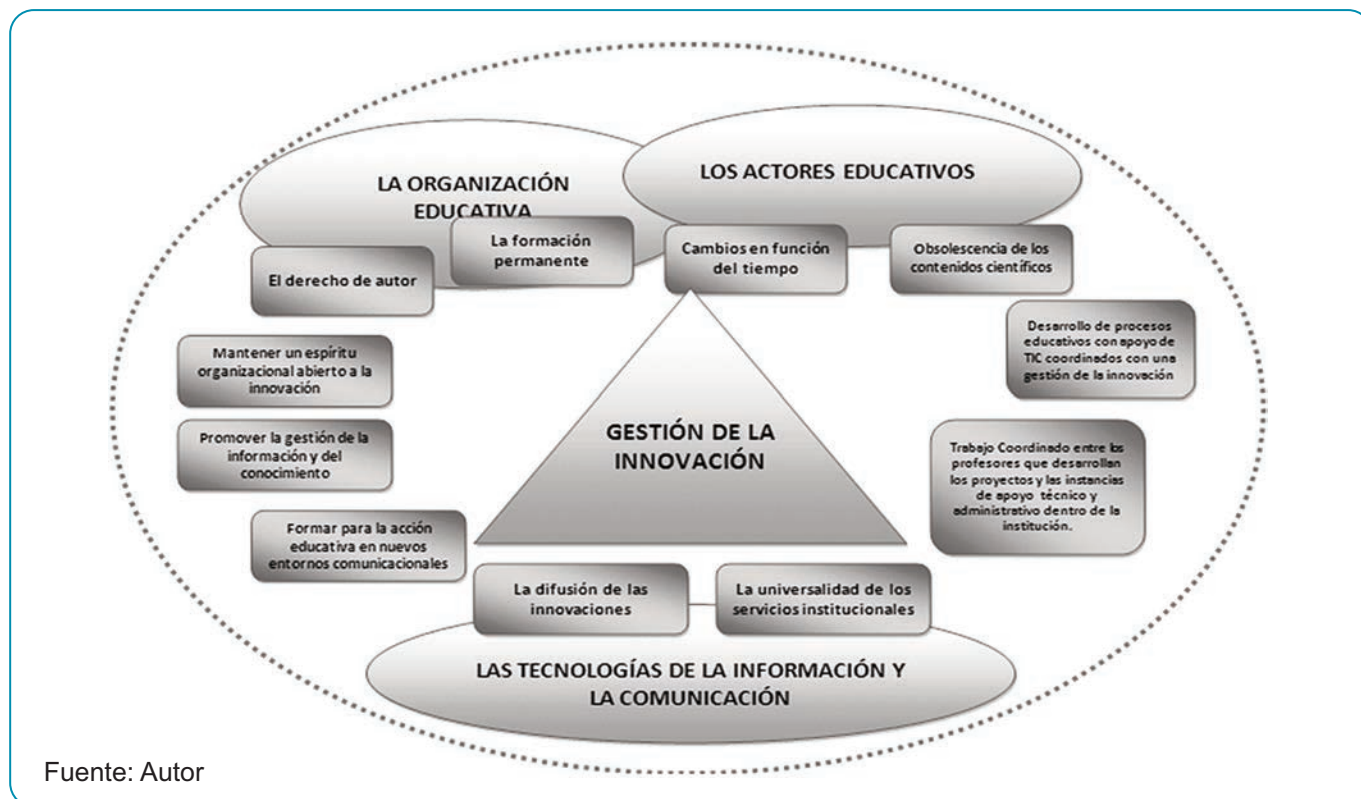 LA ORGANIZACIÓN
EDUCATIVA
LOS ACTORES EDUCATIVOS
La formación
permanente
El derecho de autor
Cambios en función
del tiempo
Obsolescencia de los
contenidos científicos
Mantener un espíritu
organizacional abierto a la
innovación
Desarrollo de procesos
educativos con apoyo de
TIC coordinados con una
gestión de la innovación
Promover la gestión de la
información y del
conocimiento
GESTIÓN DE LA
INNOVACIÓN
Trabajo Coordinado entre los
profesores que desarrollan
los proyectos y las instancias
de apoyo técnico y
administrativo dentro de la
institución.
Formar para la acción
educativa en nuevos
entornos comunicacionales
La difusión de las
innovaciones
La universalidad de los
servicios institucionales
LAS TECNOLOGÍAS DE LA INFORMACIÓN Y
LA COMUNICACIÓN
Fuente: Autor